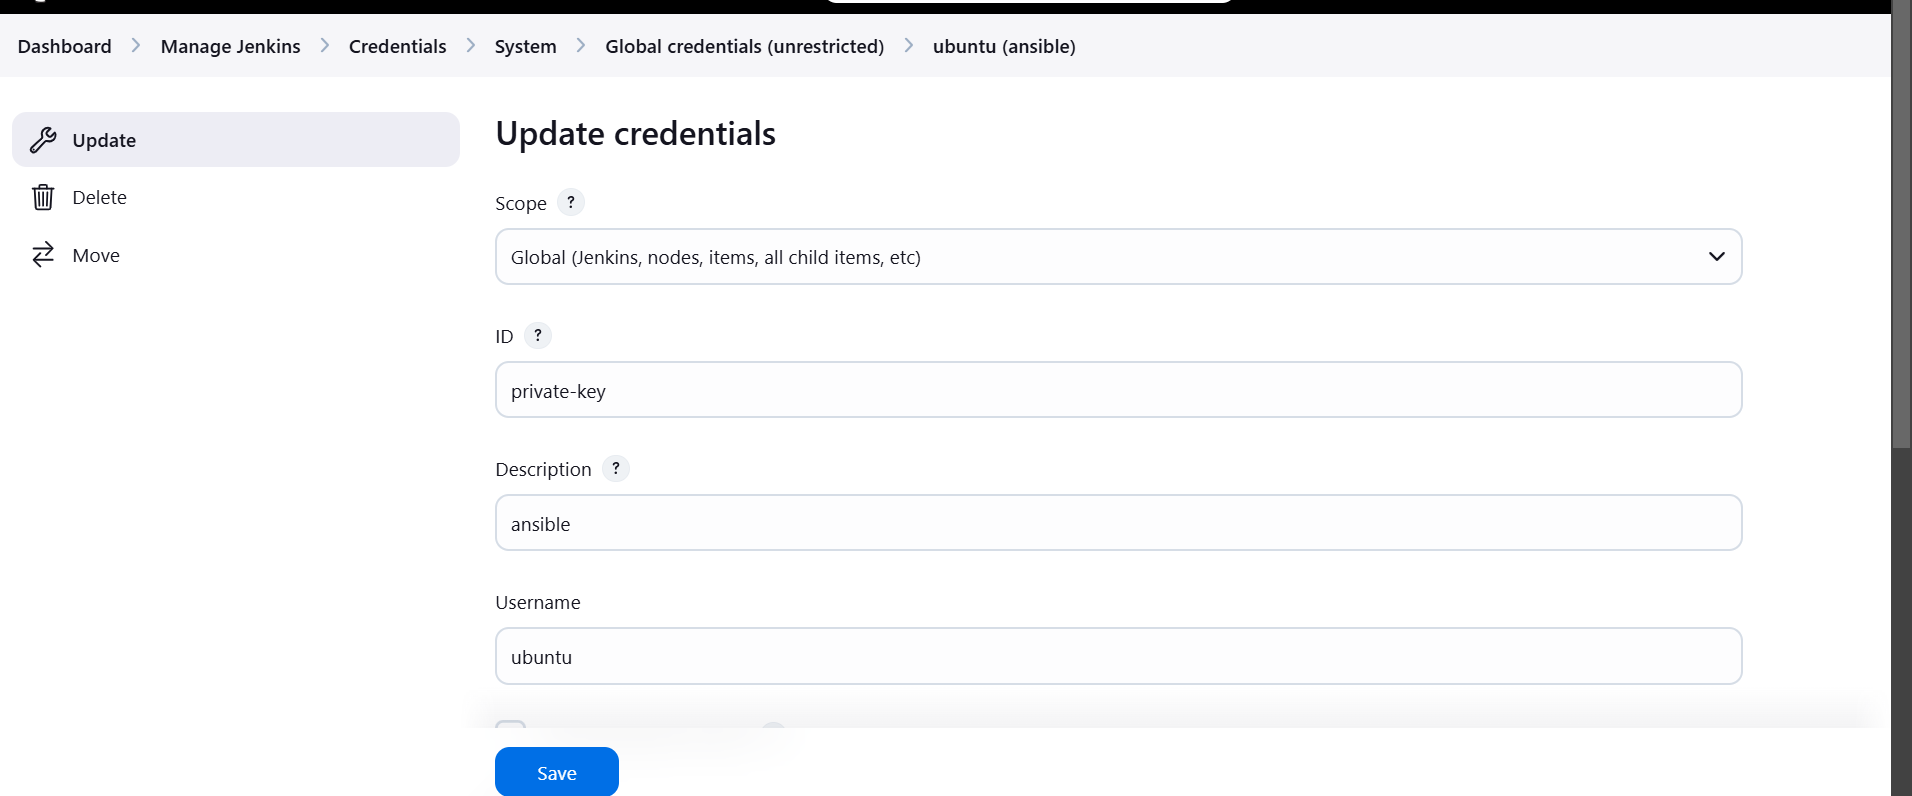 Dashboard > Manage Jenkins > Credentials > System > Global credentials (unrestricted) > ubuntu (ansible)
Update
Delete
Move
Update credentials
Scope ?
Global (Jenkins, nodes, items, all child items, etc)
ID ?
private-key
Description ?
ansible
Username
ubuntu
Save